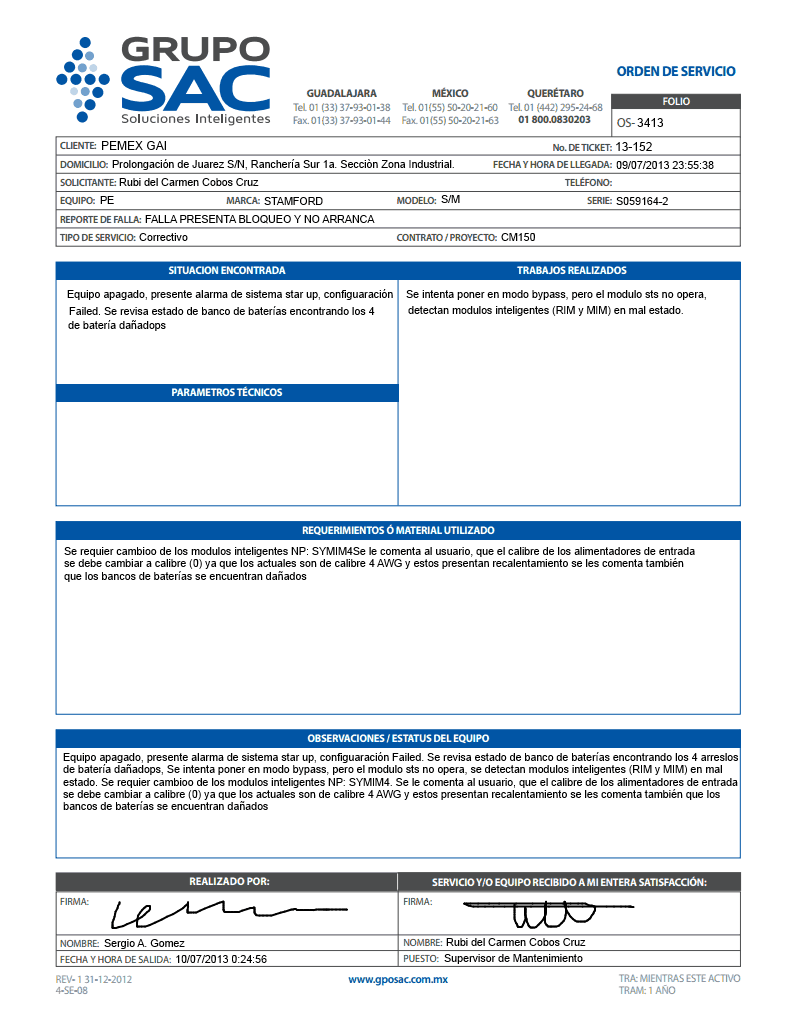 GRUPO
SAC
Soluciones Inteligentes
GUADALAJARA
Tel. 01 (33) 37-93-01-38
Fax. 01(33) 37-93-01-44
MÉXICO
Tel. 01(55) 50-20-21-60
Fax. 01(55) 50-20-21-63
QUERÉTARO
Tel. 01 (442) 295-24-68
01 800.0830203
ORDEN DE SERVICIO
FOLIO
OS- 3413
CLIENTE: PEMEX GAI No. DE TICKET: 13-152
DOMICILIO: Prolongación de Juarez S/N, Ranchería Sur 1a. Secciòn Zona Industrial. FECHA Y HORA DE LLEGADA: 09/07/2013 23:55:38
SOLICITANTE: Rubi del Carmen Cobos Cruz TELÉFONO:
EQUIPO: PE MARCA: STAMFORD MODELO: S/M SERIE: S059164-2
REPORTE DE FALLA: FALLA PRESENTA BLOQUEO Y NO ARRANCA
TIPO DE SERVICIO: Correctivo CONTRATO / PROYECTO: CM150
SITUACION ENCONTRADA
Equipo apagado, presente alarma de sistema star up, configuaración
Failed. Se revisa estado de banco de baterías encontrando los 4
de batería dañadops
PARAMETROS TÉCNICOS
TRABAJOS REALIZADOS
Se intenta poner en modo bypass, pero el modulo sts no opera,
detectan modulos inteligentes (RIM y MIM) en mal estado.
REQUERIMIENTOS Ó MATERIAL UTILIZADO
Se requier cambioo de los modulos inteligentes NP: SYMIM4Se le comenta al usuario, que el calibre de los alimentadores de entrada
se debe cambiar a calibre (0) ya que los actuales son de calibre 4 AWG y estos presentan recalentamiento se les comenta también
que los bancos de baterías se encuentran dañados
OBSERVACIONES / ESTATUS DEL EQUIPO
Equipo apagado, presente alarma de sistema star up, configuaración Failed. Se revisa estado de banco de baterías encontrando los 4 arreslos
de batería dañadops, Se intenta poner en modo bypass, pero el modulo sts no opera, se detectan modulos inteligentes (RIM y MIM) en mal
estado. Se requier cambioo de los modulos inteligentes NP: SYMIM4. Se le comenta al usuario, que el calibre de los alimentadores de entrada
se debe cambiar a calibre (0) ya que los actuales son de calibre 4 AWG y estos presentan recalentamiento se les comenta también que los
bancos de baterías se encuentran dañados
REALIZADO POR:
FIRMA:
NOMBRE: Sergio A. Gomez
FECHA Y HORA DE SALIDA: 10/07/2013 0:24:56
SERVICIO Y/O EQUIPO RECIBIDO A MI ENTERA SATISFACCIÓN:
FIRMA:
NOMBRE: Rubi del Carmen Cobos Cruz
PUESTO: Supervisor de Mantenimiento
REV- 1 31-12-2012
4-SE-08
www.gposac.com.mx
TRA: MIENTRAS ESTE ACTIVO
TRAM: 1 AÑO